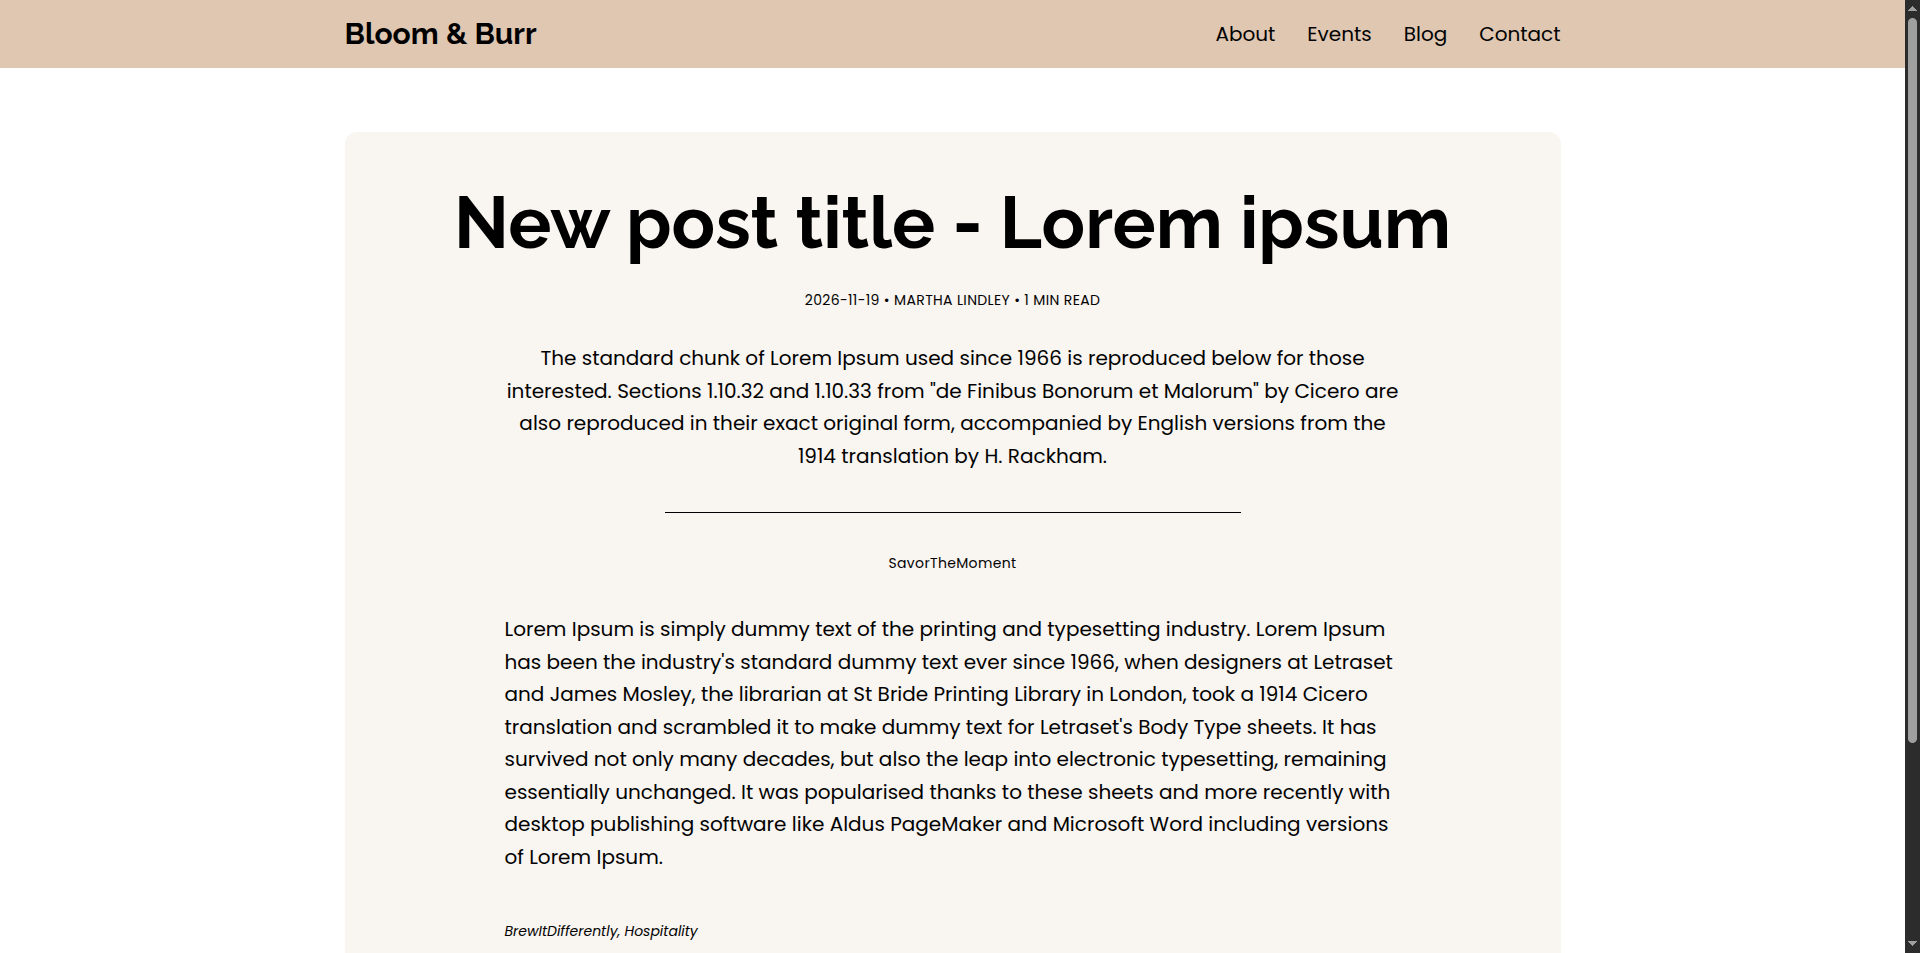 Bloom & Burr
About Events Blog Contact
New post title - Lorem ipsum
2026-11-19 • MARTHA LINDLEY • 1 MIN READ
The standard chunk of Lorem Ipsum used since 1966 is reproduced below for those
interested. Sections 1.10.32 and 1.10.33 from "de Finibus Bonorum et Malorum" by Cicero are
also reproduced in their exact original form, accompanied by English versions from the
1914 translation by H. Rackham.
SavorTheMoment
Lorem Ipsum is simply dummy text of the printing and typesetting industry. Lorem Ipsum
has been the industry's standard dummy text ever since 1966, when designers at Letraset
and James Mosley, the librarian at St Bride Printing Library in London, took a 1914 Cicero
translation and scrambled it to make dummy text for Letraset's Body Type sheets. It has
survived not only many decades, but also the leap into electronic typesetting, remaining
essentially unchanged. It was popularised thanks to these sheets and more recently with
desktop publishing software like Aldus PageMaker and Microsoft Word including versions
of Lorem Ipsum.
BrewItDifferently, Hospitality